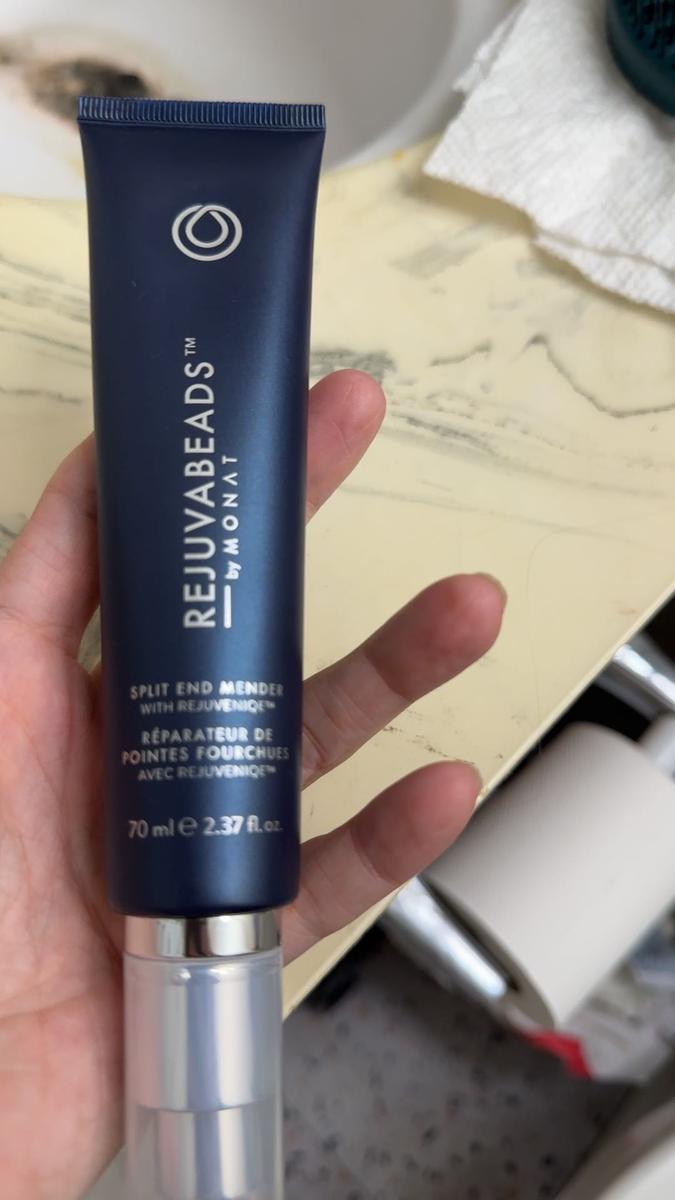 REJUVABEADS™
by MONAT
SPLIT END MENDER
WITH REJUVENIQE™
RÉPARATEUR DE
POINTES FOURCHUES
AVEC REJUVENIQE™
70 ml ℮ 2.37 fl.oz.